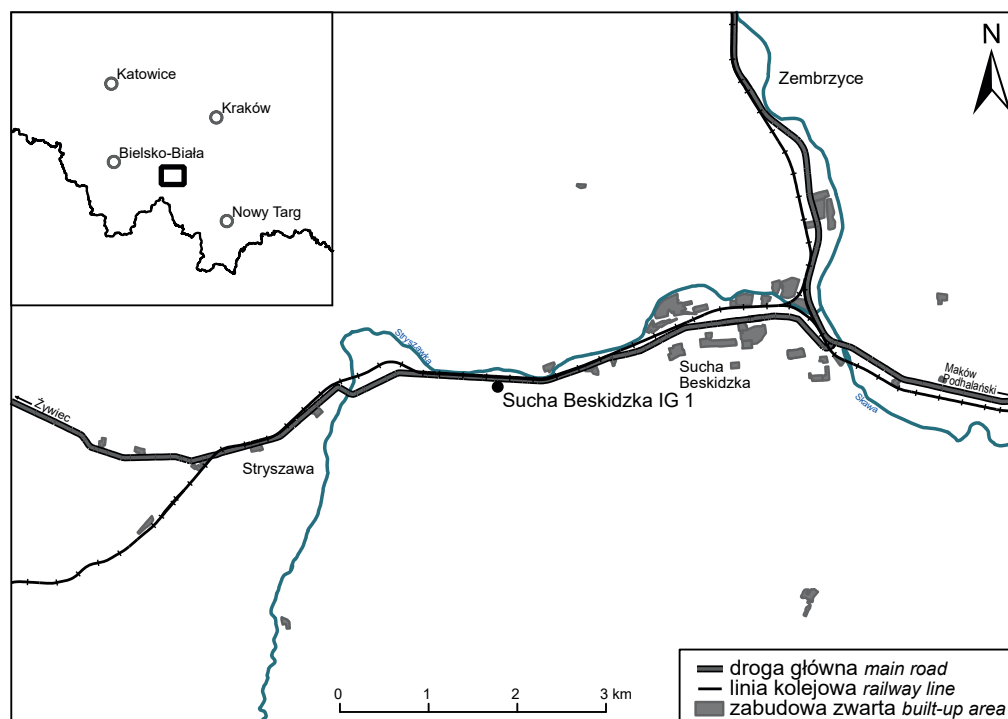 Katowice
Kraków
Bielsko-Biała
Nowy Targ
Zembrzyce
N
Stryszawka
Sucha
Beskidzka
Maków
Podhalański
Sucha Beskidzka IG 1
Żywiec
Skawa
Stryszawa
0 1 2 3 km
droga główna main road
linia kolejowa railway line
zabudowa zwarta built-up area